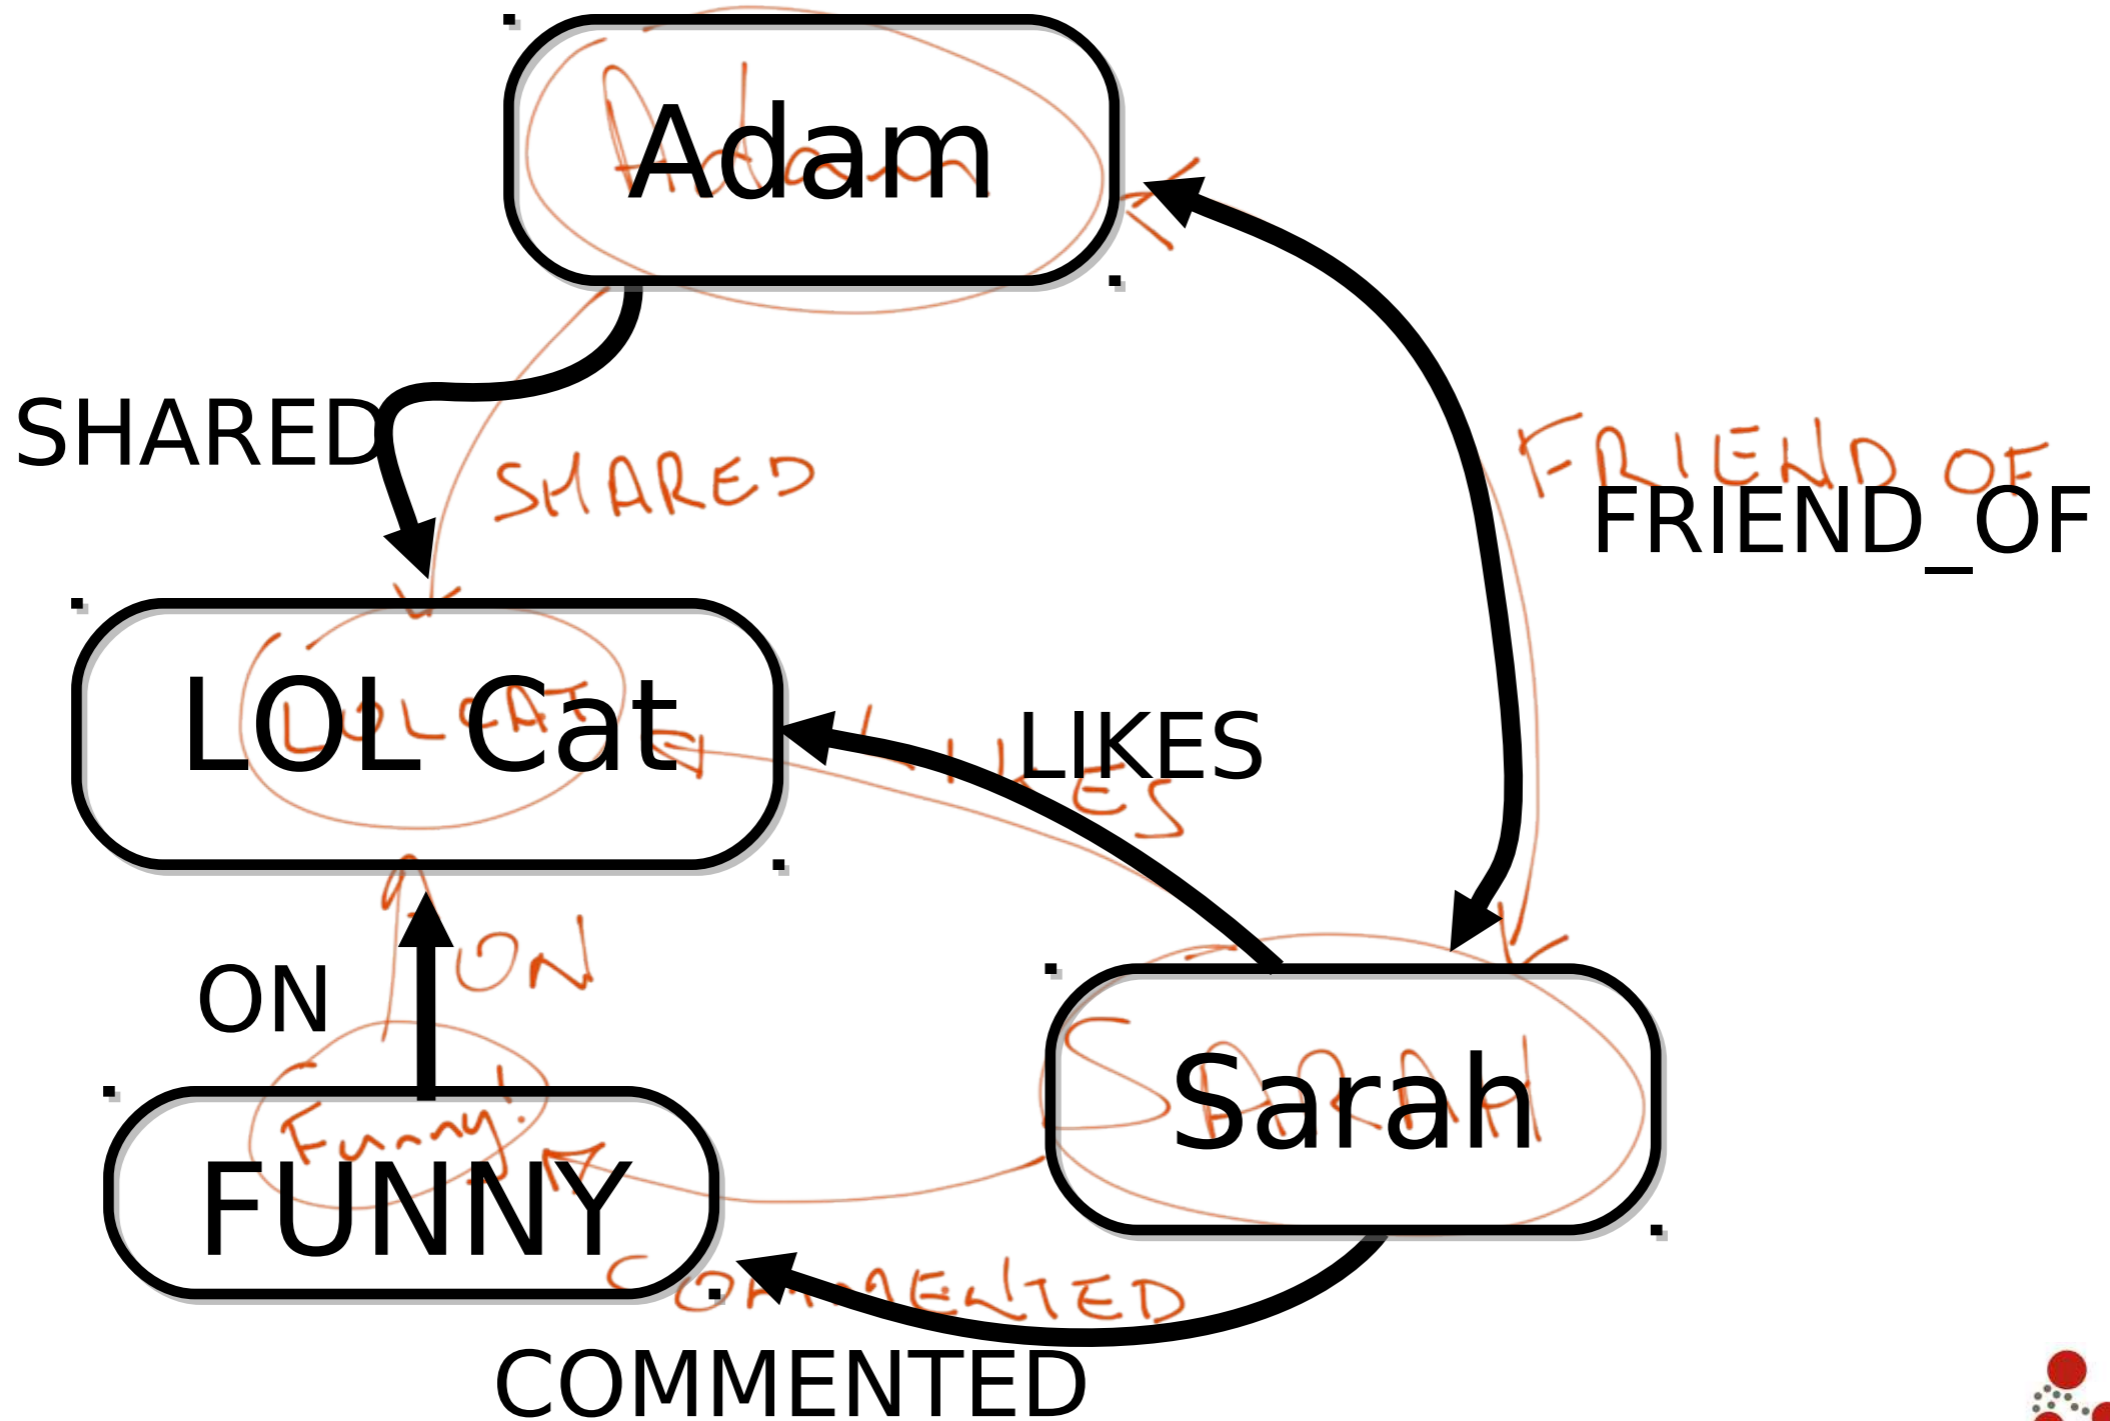 Adam
Adam
SHARED
SHARED
FRIEND OF
FRIEND_OF
LOL Cat
LOL CAT
LIKES
LIKES
ON
ON
Funny!
FUNNY
Sarah
SARAH
COMMENTED
COMMENTED